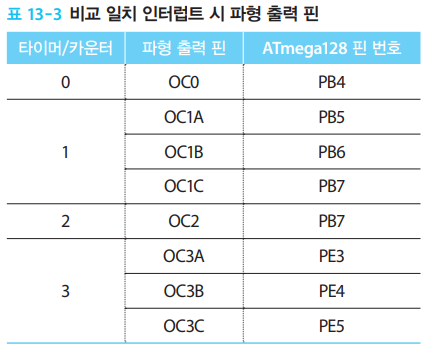 표 13-3 비교 일치 인터럽트 시 파형 출력 핀
타이머/카운터 파형 출력 핀 ATmega128 핀 번호
0 OC0 PB4
OC1A PB5
1 OC1B PB6
OC1C PB7
2 OC2 PB7
OC3A PE3
3 OC3B PE4
OC3C PE5